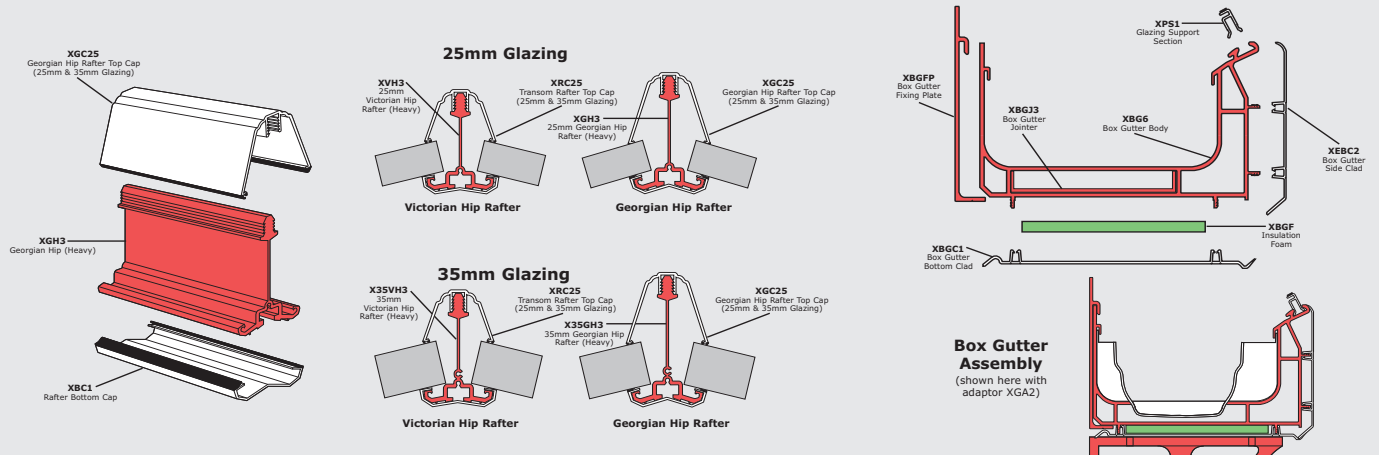 XGC25
Georgian Hip Rafter Top Cap
(25mm & 35mm Glazing)
XGH3
Georgian Hip (Heavy)
XBC1
Rafter Bottom Cap
25mm Glazing
XVH3
25mm
Victorian Hip
Rafter (Heavy)
XRC25
Transom Rafter Top Cap
(25mm & 35mm Glazing)
XGH3
25mm Georgian Hip
Rafter (Heavy)
XGC25
Georgian Hip Rafter Top Cap
(25mm & 35mm Glazing)
Victorian Hip Rafter
Georgian Hip Rafter
35mm Glazing
X35VH3
35mm
Victorian Hip
Rafter (Heavy)
XRC25
Transom Rafter Top Cap
(25mm & 35mm Glazing)
X35GH3
35mm Georgian Hip
Rafter (Heavy)
XGC25
Georgian Hip Rafter Top Cap
(25mm & 35mm Glazing)
Victorian Hip Rafter
Georgian Hip Rafter
XPS1
Glazing Support
Section
XBGFP
Box Gutter
Fixing Plate
XBGJ3
Box Gutter
Jointer
XBG6
Box Gutter Body
XEBC2
Box Gutter
Side Clad
XBGF
Insulation
Foam
XBGC1
Box Gutter
Bottom Clad
Box Gutter
Assembly
(shown here with
adaptor XGA2)